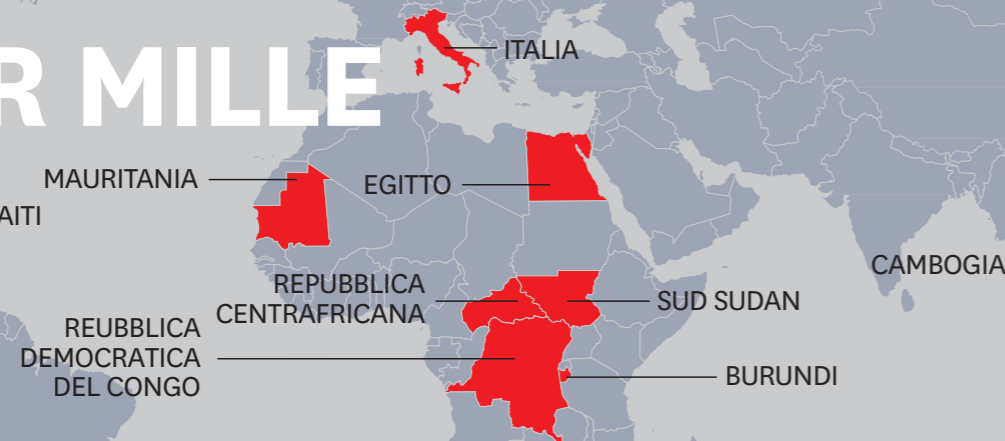 R MILLE
ITALIA
MAURITANIA
EGITTO
AITI
CAMBOGIA
REPUBBLICA
CENTRAFRICANA
SUD SUDAN
REUBBLICA
DEMOCRATICA
DEL CONGO
BURUNDI